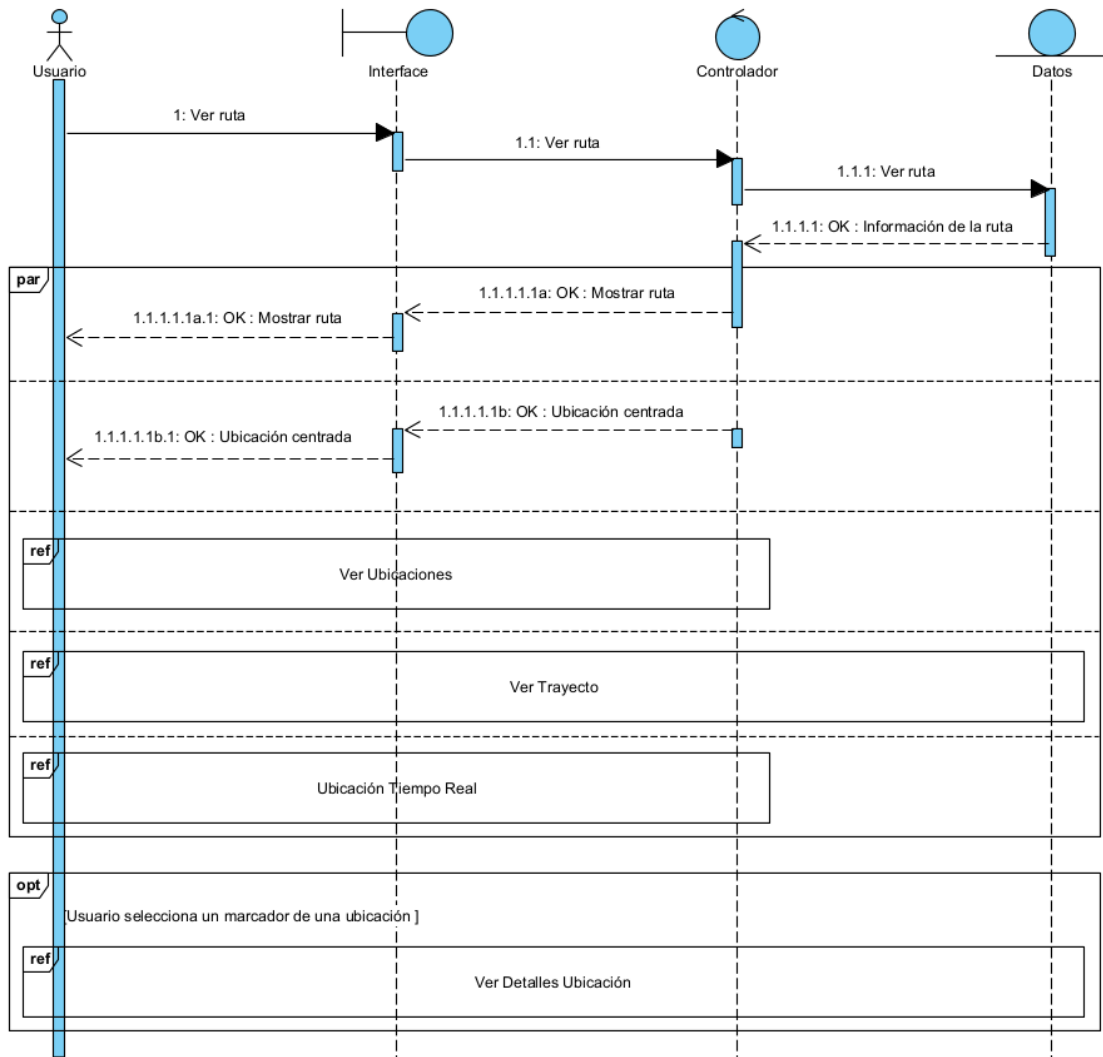 Usuario
Interface
Controlador
Datos
1: Ver ruta
1.1: Ver ruta
1.1.1: Ver ruta
1.1.1.1: OK : Información de la ruta
par
1.1.1.1.1a: OK : Mostrar ruta
1.1.1.1.1a.1: OK : Mostrar ruta
1.1.1.1.1b: OK : Ubicación centrada
1.1.1.1.1b.1: OK : Ubicación centrada
ref
Ver Ubicaciones
ref
Ver Trayecto
ref
Ubicación Tiempo Real
opt
[Usuario selecciona un marcador de una ubicación ]
ref
Ver Detalles Ubicación